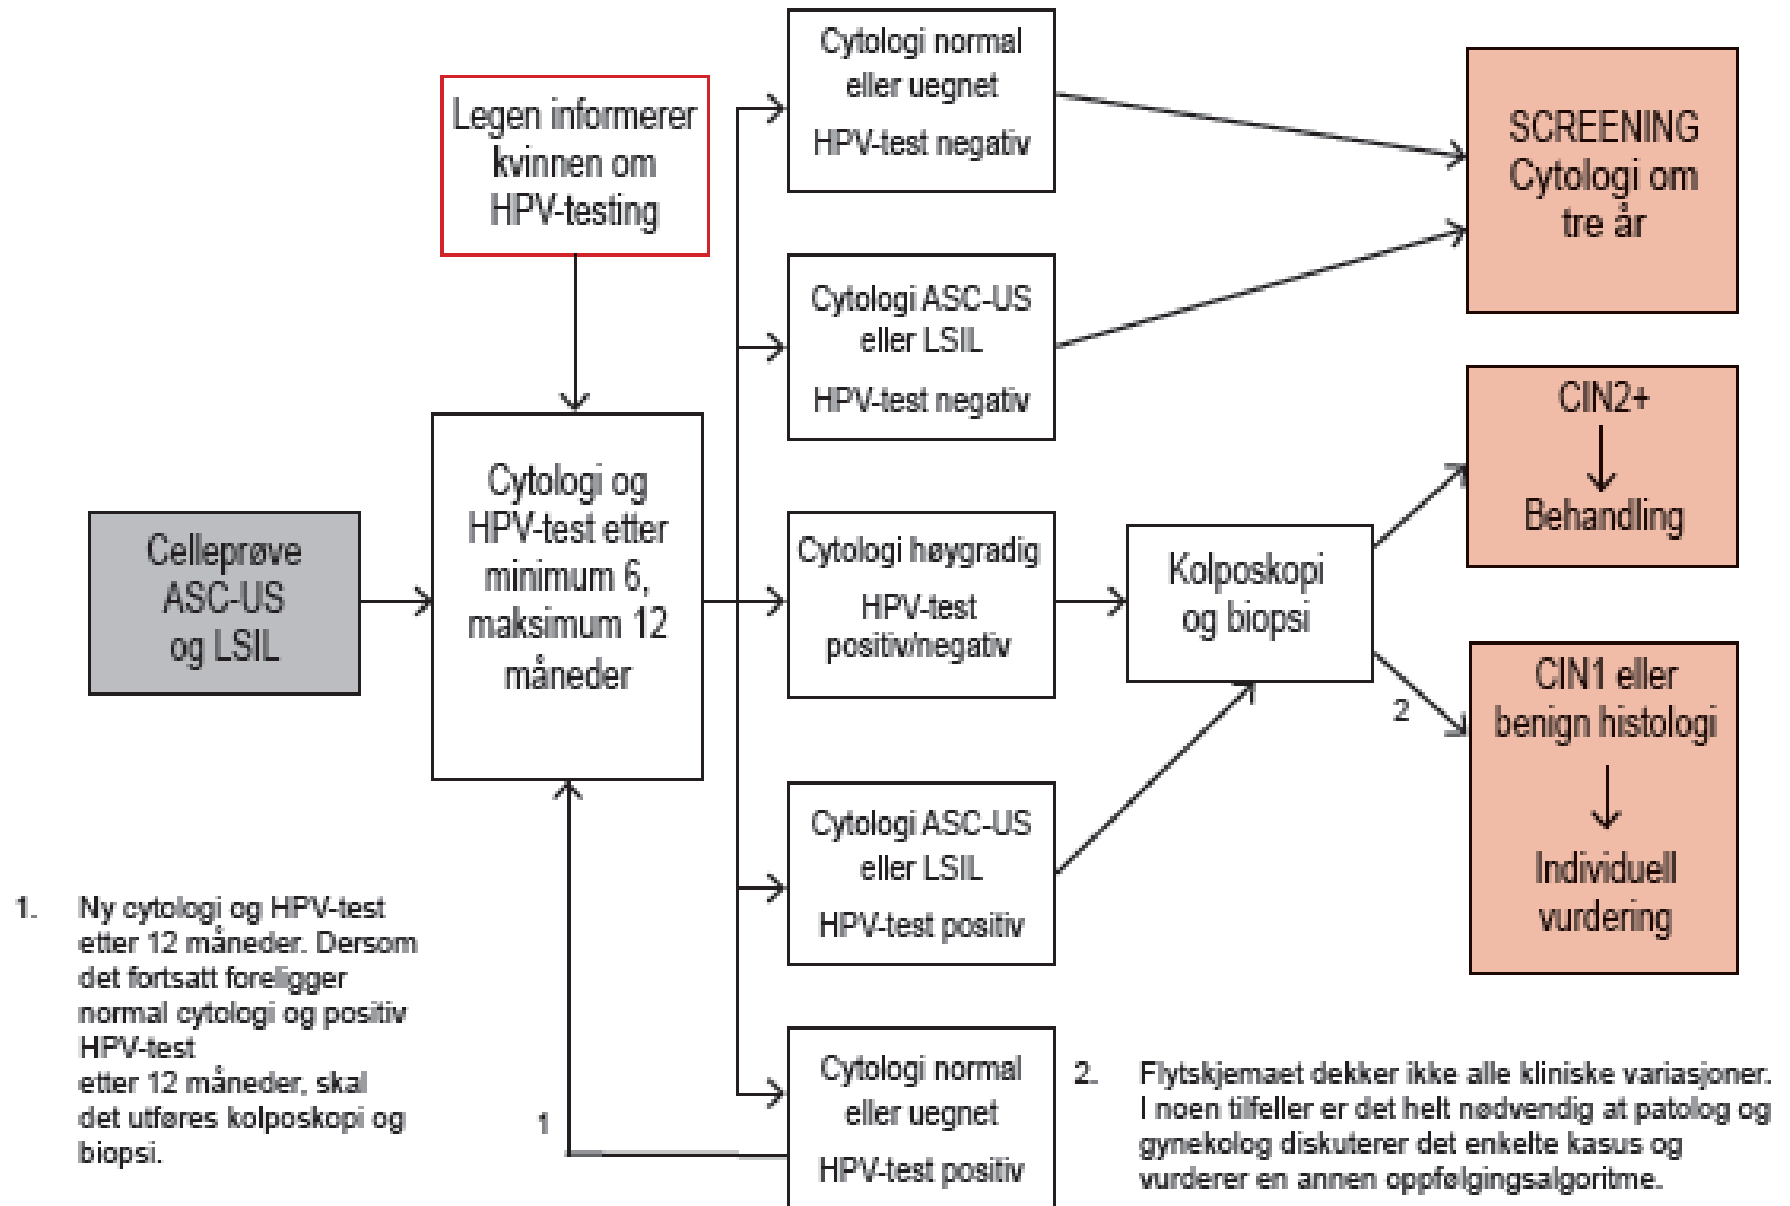 Legen informerer
kvinnen om
HPV-testing
Celleprøve
ASC-US
og LSIL
Cytologi og
HPV-test etter
minimum 6,
maksimum 12
måneder
Cytologi normal
eller uegnet
HPV-test negativ
Cytologi ASC-US
eller LSIL
HPV-test negativ
Cytologi høygradig
HPV-test
positiv/negativ
Cytologi ASC-US
eller LSIL
HPV-test positiv
Cytologi normal
eller uegnet
HPV-test positiv
1
Kolposkopi
og biopsi
2
SCREENING
Cytologi om
tre år
CIN2+
Behandling
CIN1 eller
benign histologi
Individuell
vurdering
1. Ny cytologi og HPV-test
etter 12 måneder. Dersom
det fortsatt foreligger
normal cytologi og positiv
HPV-test
etter 12 måneder, skal
det utføres kolposkopi og
biopsi.
2. Flytskjemaet dekker ikke alle kliniske variasjoner.
I noen tilfeller er det helt nødvendig at patolog og
gynekolog diskuterer det enkelte kasus og
vurderer en annen oppfølgingsalgoritme.